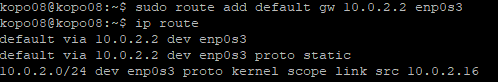 kopo08@kopo08:~$ sudo route add default gw 10.0.2.2 enp0s3
kopo08@kopo08:~$ ip route
default via 10.0.2.2 dev enp0s3
default via 10.0.2.2 dev enp0s3 proto static
10.0.2.0/24 dev enp0s3 proto kernel scope link src 10.0.2.16